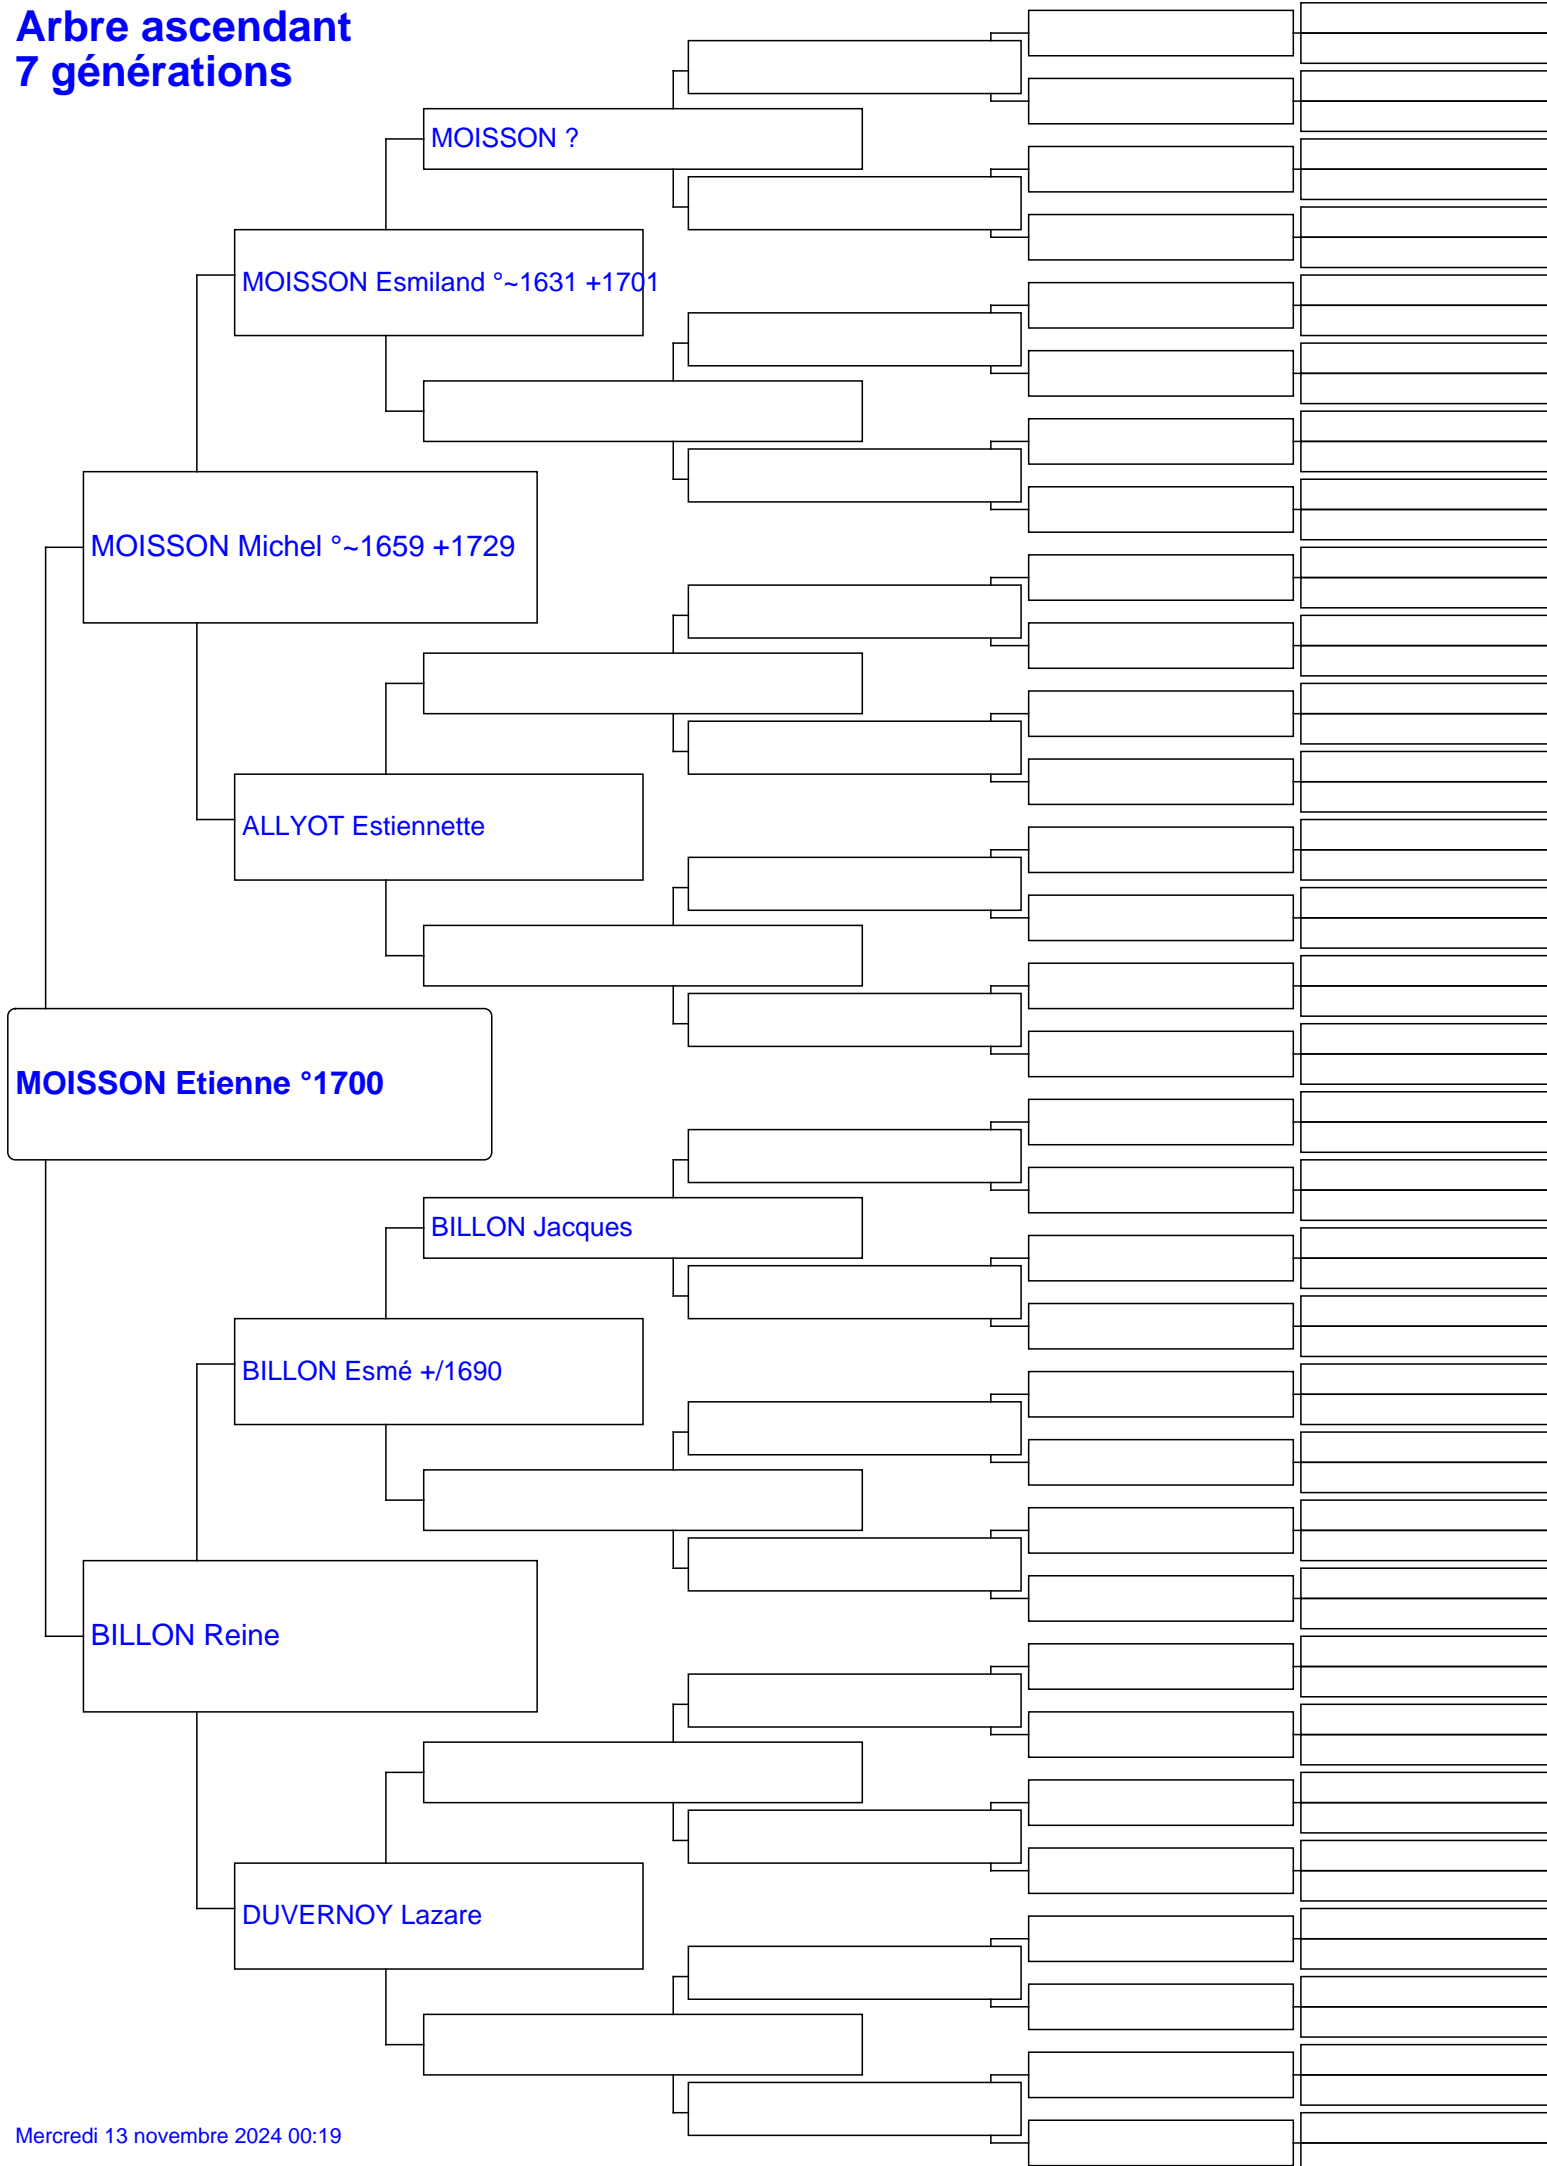 Arbre ascendant
7 générations
MOISSON ?
MOISSON Esmiland °~1631 +1701
MOISSON Michel °~1659 +1729
ALLYOT Estiennette
MOISSON Etienne °1700
BILLON Jacques
BILLON Esmé +/1690
BILLON Reine
DUVERNOY Lazare
Mercredi 13 novembre 2024 00:19